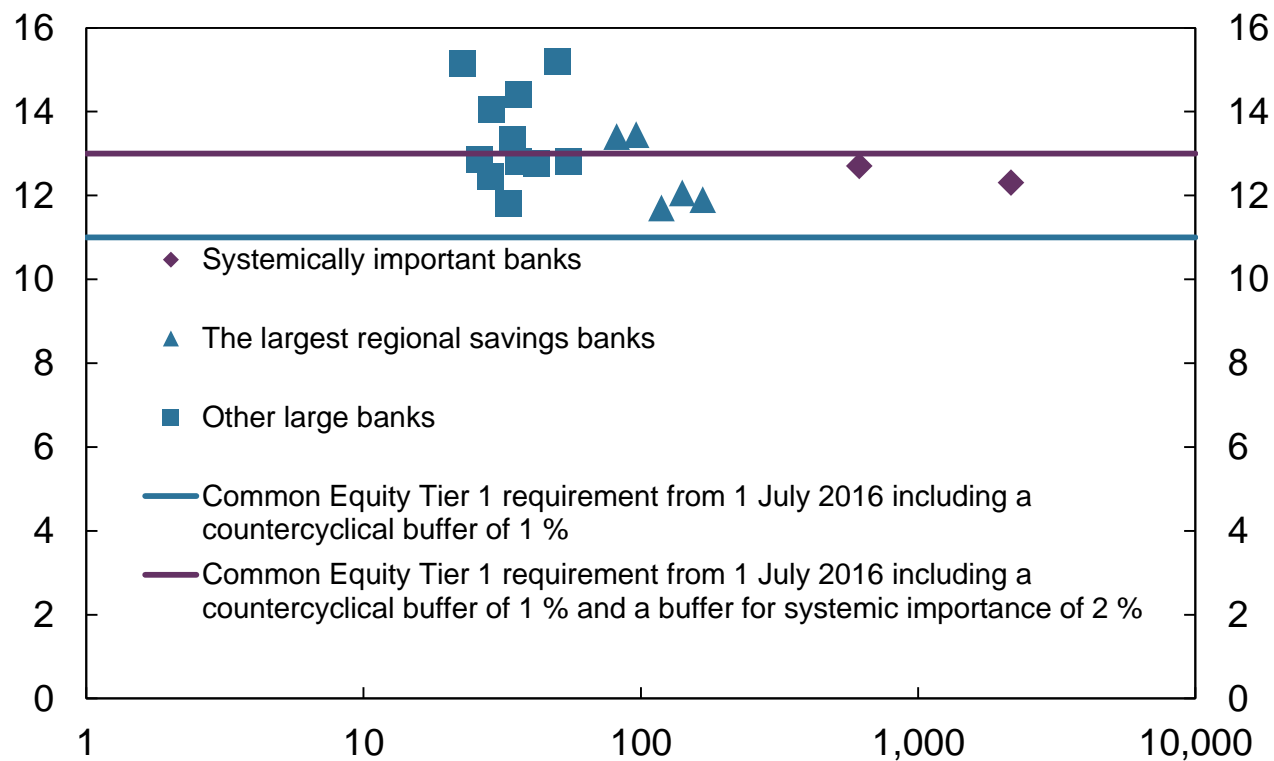 16 16
14 14
12 12
10 10
8 8
6 6
4 4
2 2
0 0
Systemically important banks
The largest regional savings banks
Other large banks
Common Equity Tier 1 requirement from 1 July 2016 including a
countercyclical buffer of 1 %
Common Equity Tier 1 requirement from 1 July 2016 including a
countercyclical buffer of 1 % and a buffer for systemic importance of 2 %
1 10 100 1,000 10,000